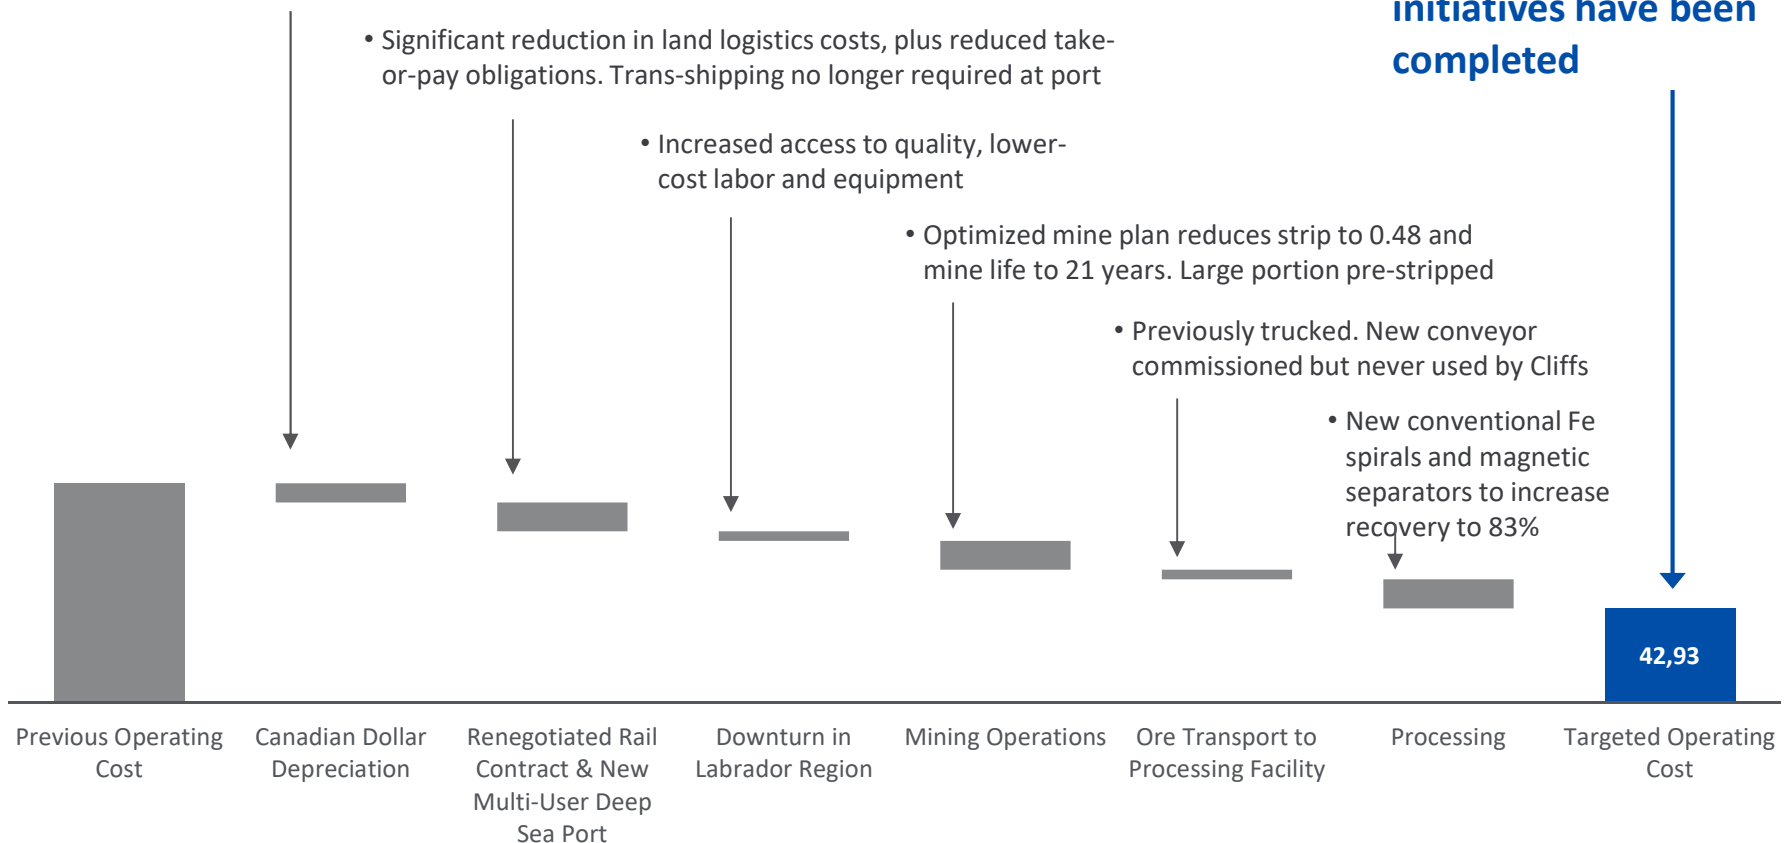 initiatives have been
completed
• Significant reduction in land logistics costs, plus reduced take-
or-pay obligations. Trans-shipping no longer required at port
• Increased access to quality, lower-
cost labor and equipment
• Optimized mine plan reduces strip to 0.48 and
mine life to 21 years. Large portion pre-stripped
• Previously trucked. New conveyor
commissioned but never used by Cliffs
• New conventional Fe
spirals and magnetic
separators to increase
recovery to 83%
42,93
Previous Operating
Cost
Canadian Dollar
Depreciation
Renegotiated Rail
Contract & New
Multi-User Deep
Sea Port
Downturn in
Labrador Region
Mining Operations
Ore Transport to
Processing Facility
Processing
Targeted Operating
Cost